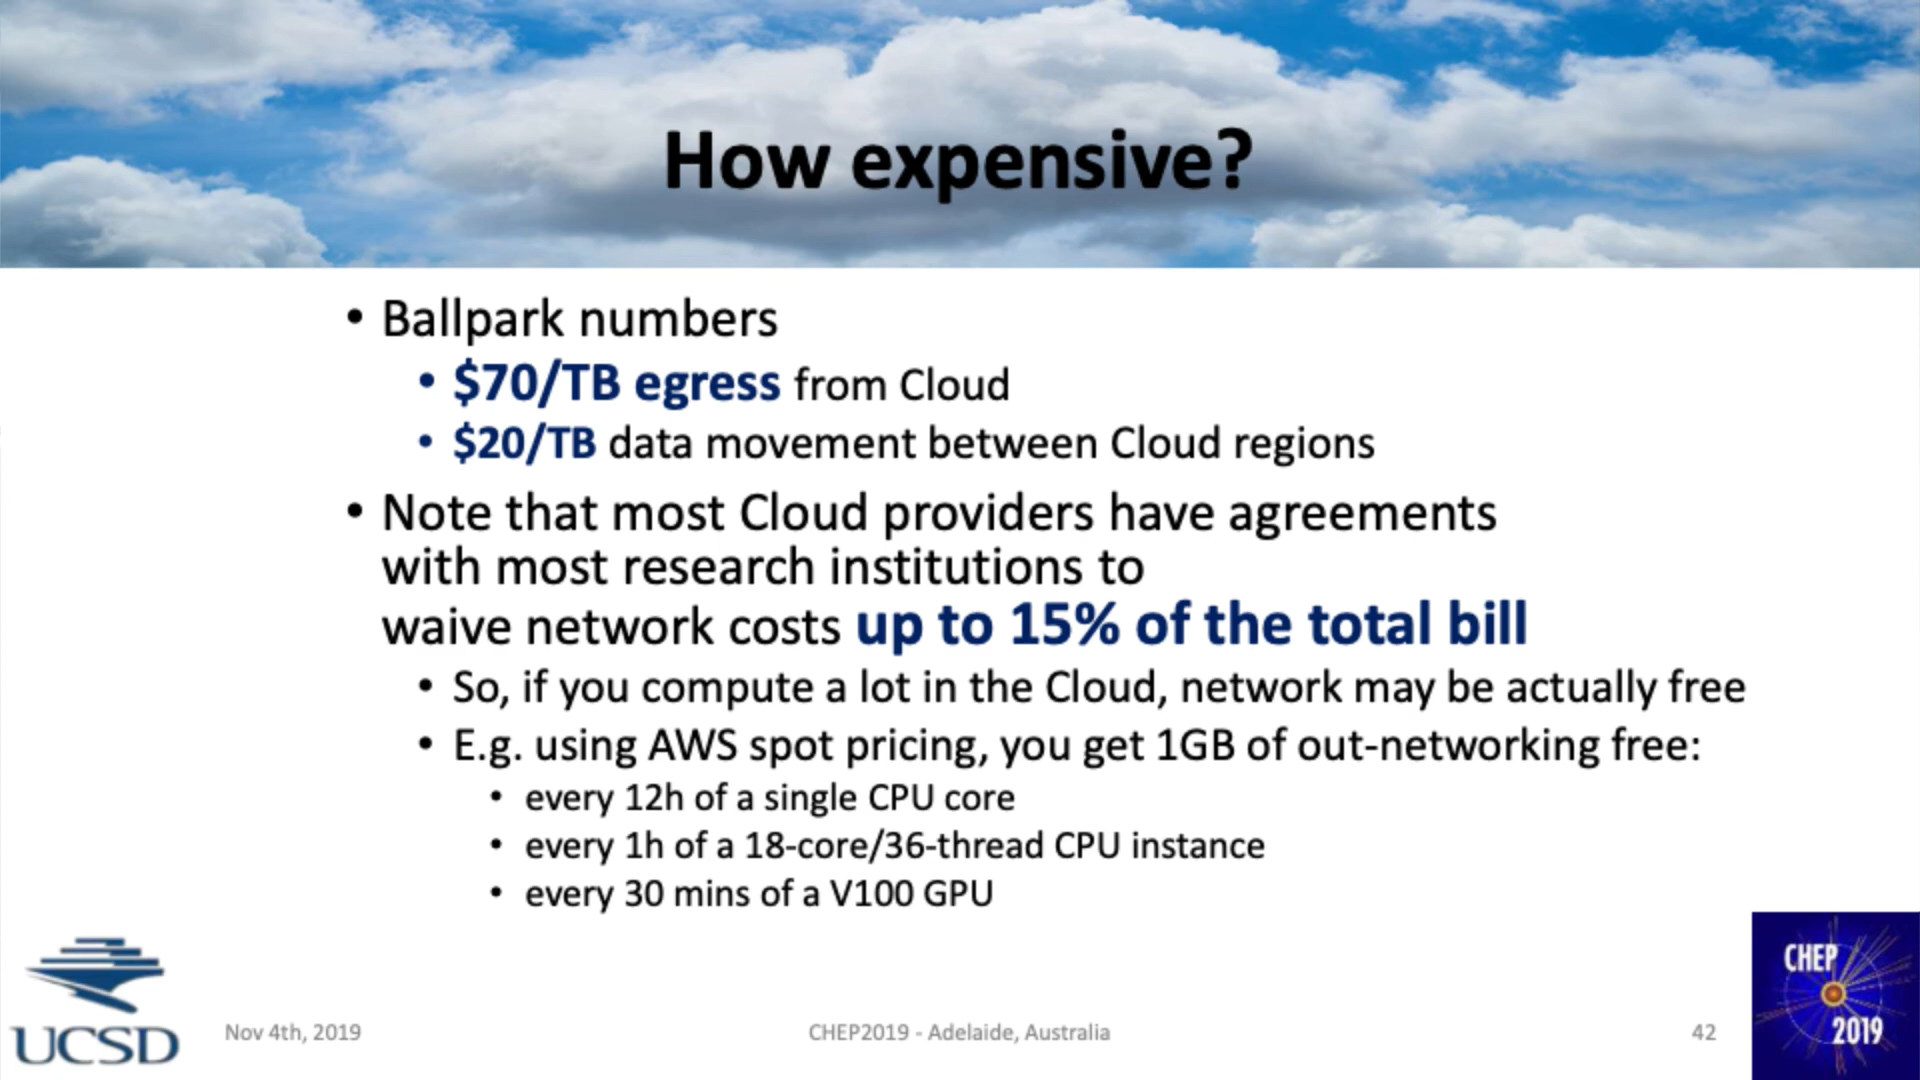 How expensive?
• Ballpark numbers
• $70/TB egress from Cloud
• $20/TB data movement between Cloud regions
• Note that most Cloud providers have agreements
with most research institutions to
waive network costs up to 15% of the total bill
• So, if you compute a lot in the Cloud, network may be actually free
• E.g. using AWS spot pricing, you get 1GB of out-networking free:
• every 12h of a single CPU core
• every 1h of a 18-core/36-thread CPU instance
• every 30 mins of a V100 GPU
UCSD
Nov 4th, 2019
CHEP2019 - Adelaide, Australia
42
CHEP
2019